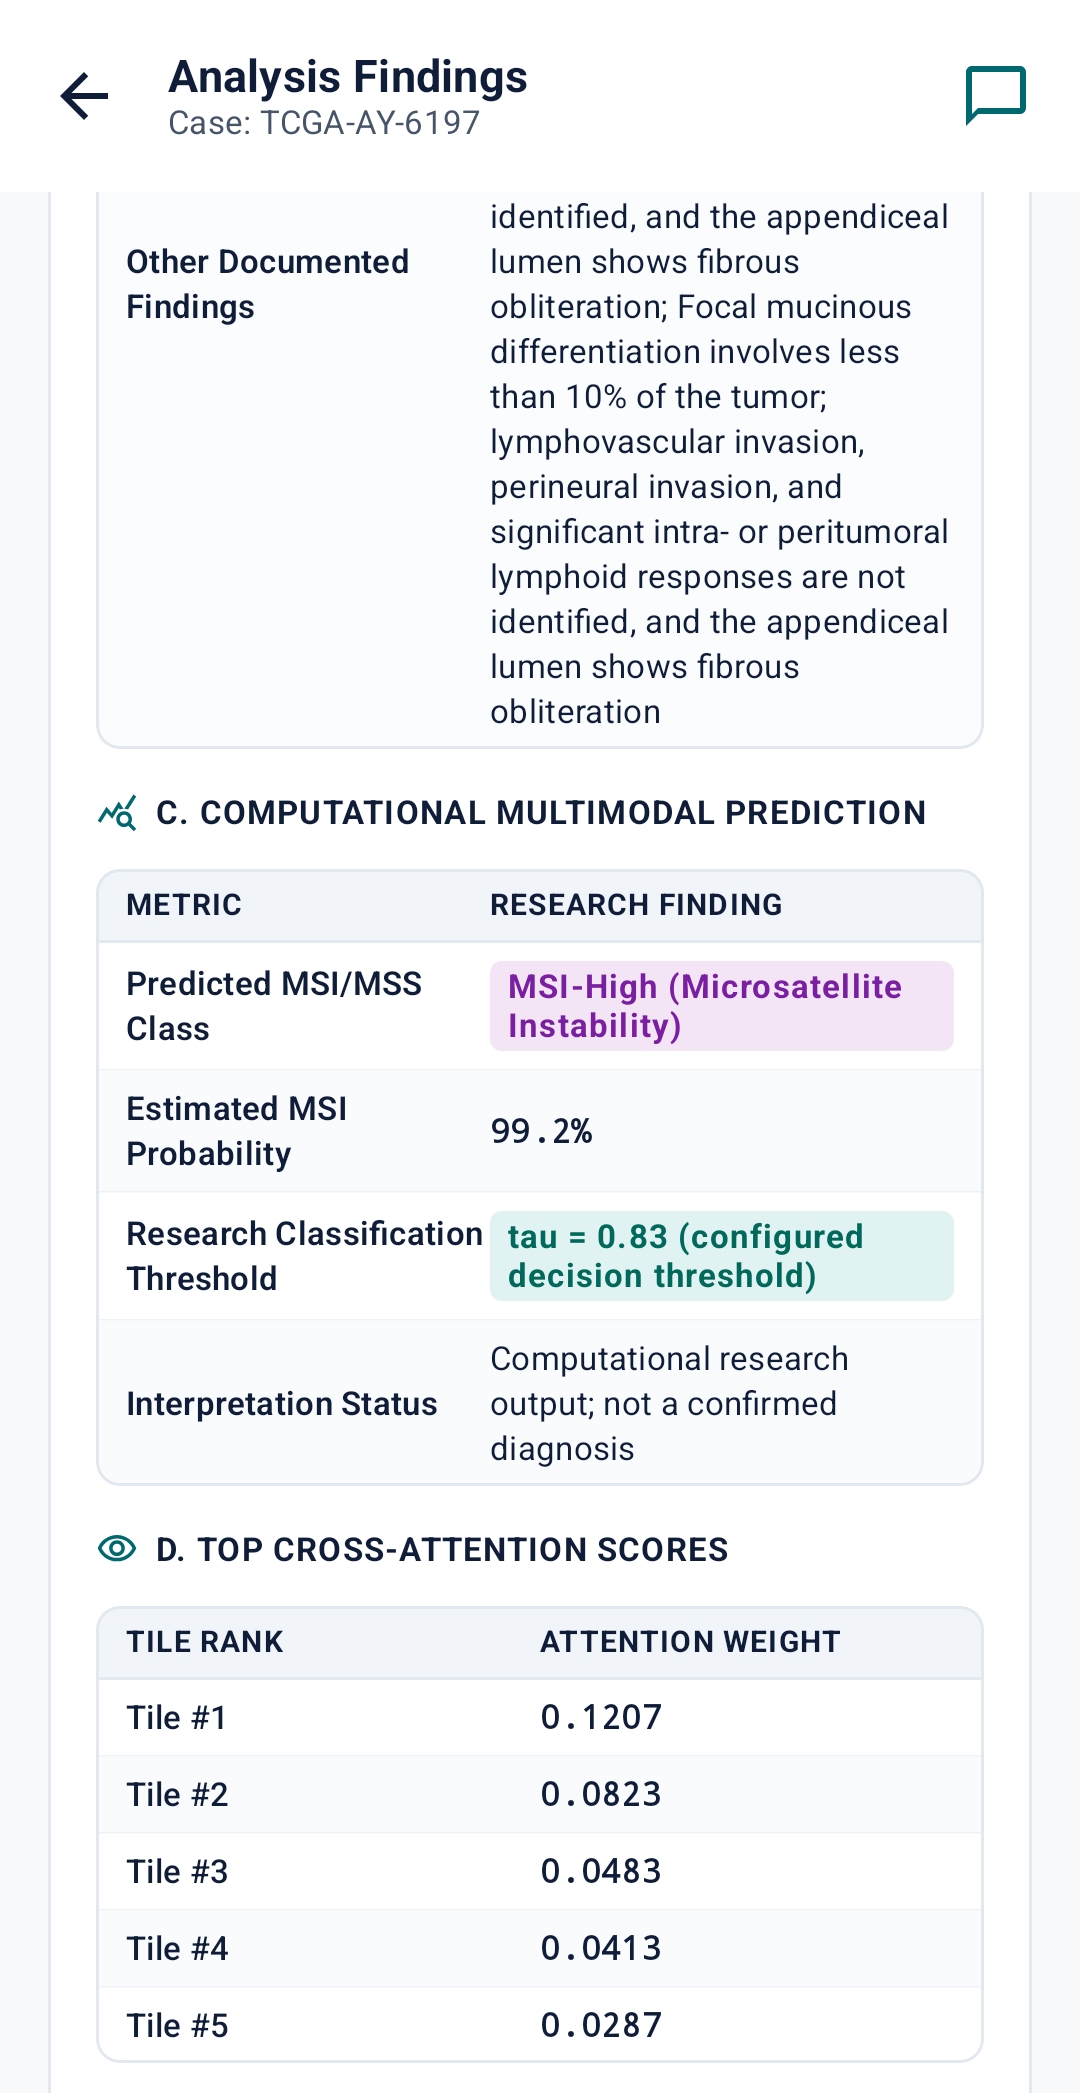 Analysis Findings
Case: TCGA-AY-6197
Other Documented
Findings
identified, and the appendiceal
lumen shows fibrous
obliteration; Focal mucinous
differentiation involves less
than 10% of the tumor;
lymphovascular invasion,
perineural invasion, and
significant intra- or peritumoral
lymphoid responses are not
identified, and the appendiceal
lumen shows fibrous
obliteration
C. COMPUTATIONAL MULTIMODAL PREDICTION
METRIC RESEARCH FINDING
Predicted MSI/MSS
Class
MSI-High (Microsatellite
Instability)
Estimated MSI
Probability
99.2%
Research Classification
Threshold
tau = 0.83 (configured
decision threshold)
Interpretation Status
Computational research
output; not a confirmed
diagnosis
D. TOP CROSS-ATTENTION SCORES
TILE RANK ATTENTION WEIGHT
Tile #1 0.1207
Tile #2 0.0823
Tile #3 0.0483
Tile #4 0.0413
Tile #5 0.0287